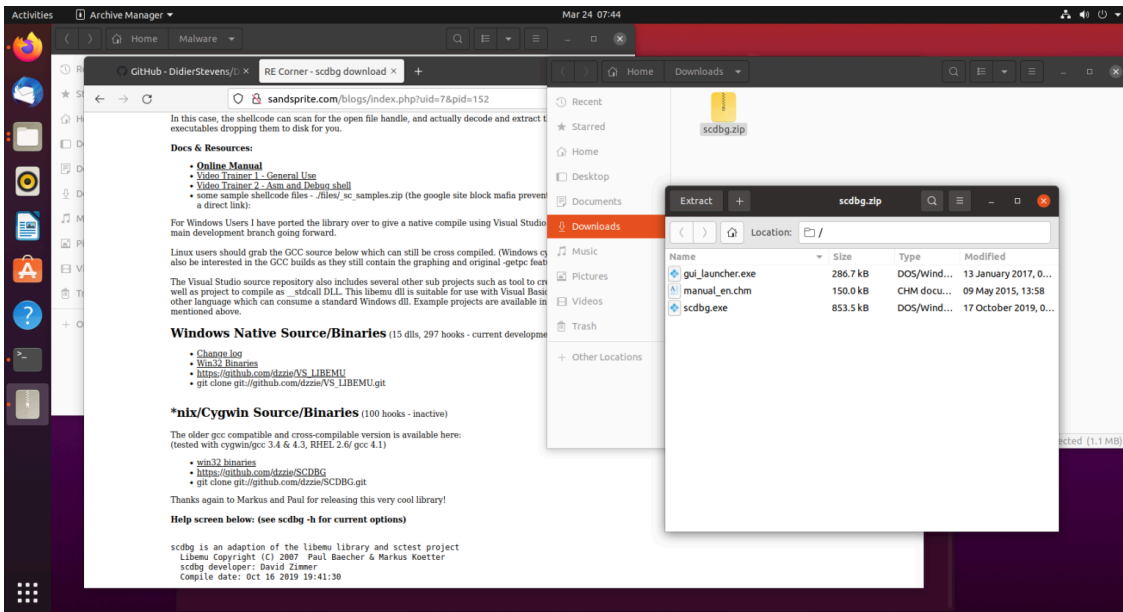 Activities
Archive Manager
Mar 24 07:44
Home
Malware
GitHub - DidierStevens/D
RE Corner - scdbg download
sandsprite.com/blogs/index.php?uid=7&pid=152
In this case, the shellcode can scan for the open file handle, and actually decode and extract t
executables dropping them to disk for you.
Docs & Resources:
Online Manual
Video Trainer 1 - General Use
Video Trainer 2 - Asm and Debug shell
some sample shellcode files - ./files/_sc_samples.zip (the google site block mafia preven
a direct link):
For Windows Users I have ported the library over to give a native compile using Visual Studio
main development branch going forward.
Linux users should grab the GCC source below which can still be cross compiled. (Windows cy
also be interested in the GCC builds as they still contain the graphing and original -getpc feat
The Visual Studio source repository also includes several other sub projects such as tool to cre
well as project to compile as __stdcall DLL. This libemu dll is suitable for use with Visual Basic
other language which can consume a standard Windows dll. Example projects are available in
mentioned above.
Windows Native Source/Binaries (15 dlls, 297 hooks - current developme
Change log
Win32 Binaries
https://github.com/dzzie/VS_LIBEMU
git clone git://github.com/dzzie/VS_LIBEMU.git
*nix/Cygwin Source/Binaries (100 hooks - inactive)
The older gcc compatible and cross-compilable version is available here:
(tested with cygwin/gcc 3.4 & 4.3, RHEL 2.6/ gcc 4.1)
win32 binaries
https://github.com/dzzie/SCDBG
git clone git://github.com/dzzie/SCDBG.git
Thanks again to Markus and Paul for releasing this very cool library!
Help screen below: (see scdbg -h for current options)
scdbg is an adaption of the libemu library and sctest project
Libemu Copyright (C) 2007 Paul Baecher & Markus Koetter
scdbg developer: David Zimmer
Compile date: Oct 16 2019 19:41:30
Home
Downloads
Recent
Starred
Home
Desktop
Documents
Downloads
Music
Pictures
Videos
Trash
Other Locations
scdbg.zip
ected (1.1 MB)
Extract
scdbg.zip
Location: /
Name Size Type Modified
gui_launcher.exe 286.7 kB DOS/Wind... 13 January 2017, 0...
manual_en.chm 150.0 kB CHM docu... 09 May 2015, 13:58
scdbg.exe 853.5 kB DOS/Wind... 17 October 2019, 0...